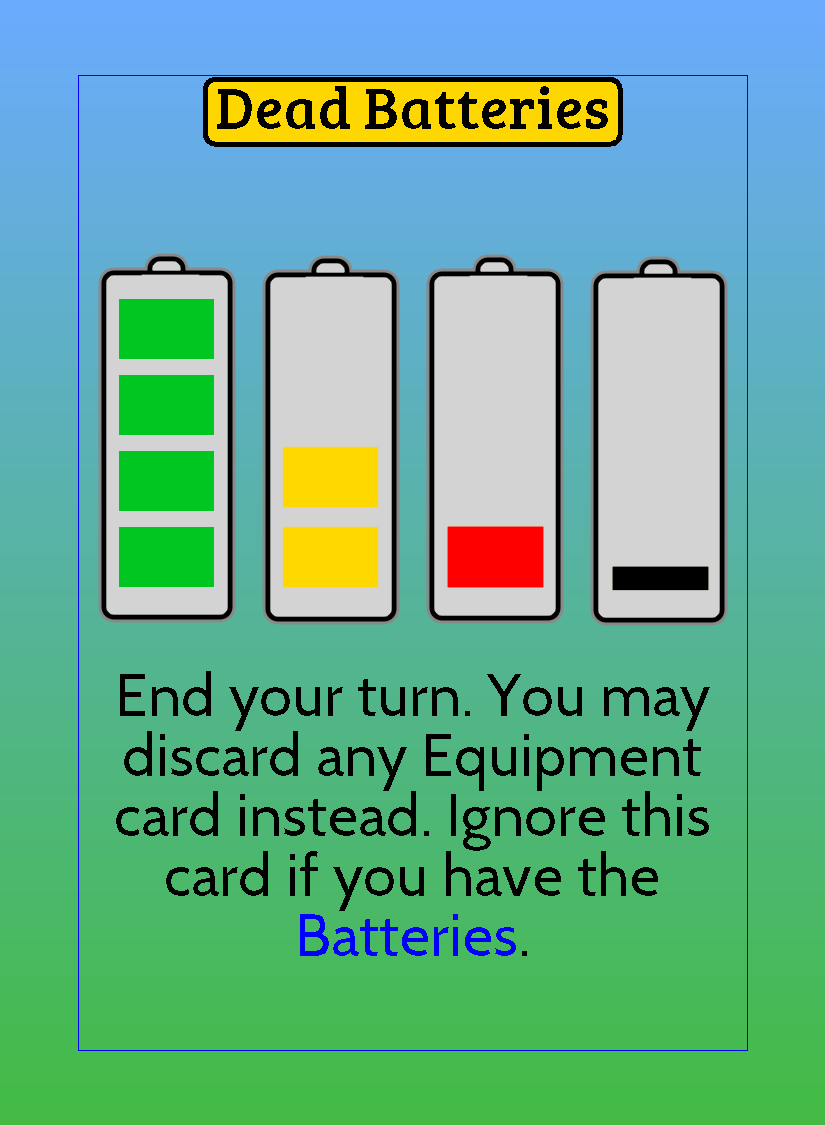 Dead Batteries
End your turn. You may
discard any Equipment
card instead. Ignore this
card if you have the
Batteries.